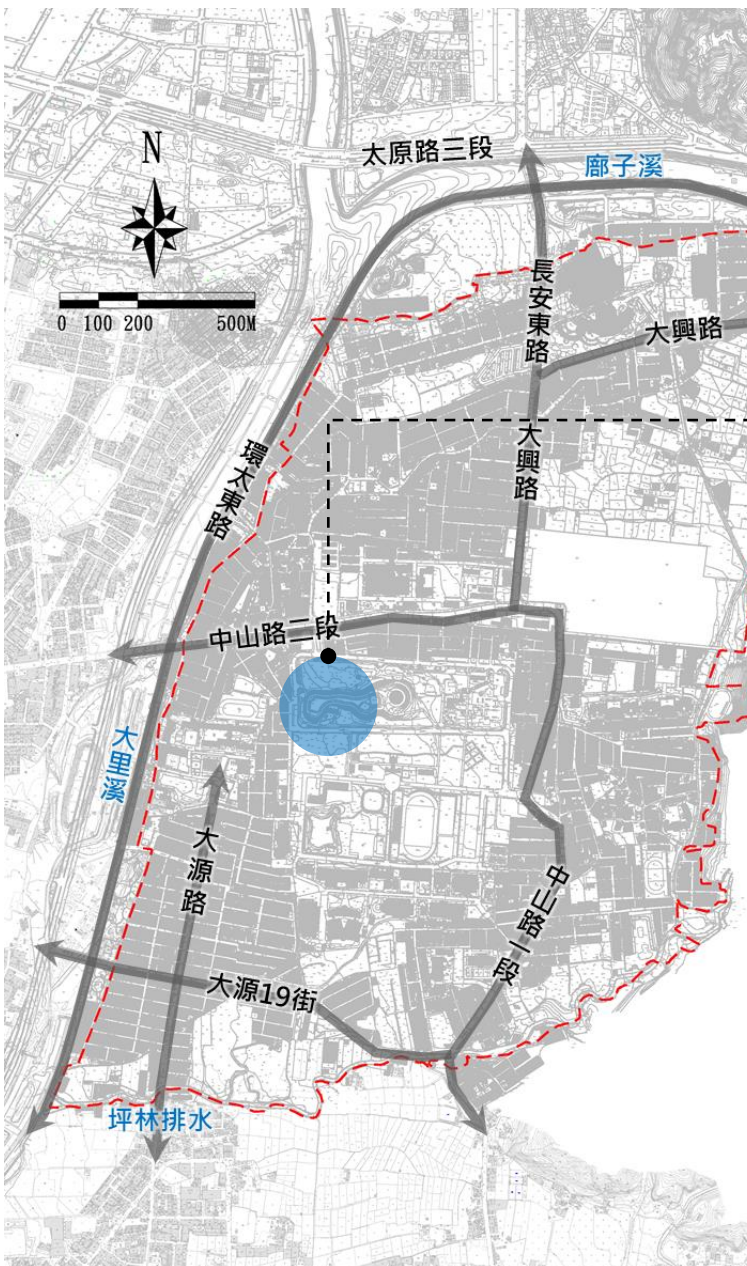 N
太原路三段
廍子溪
0 100 200 500M
長安東路
大興路
大興路
環太東路
中山路二段
大里溪
大源路
中山路一段
大源19街
坪林排水